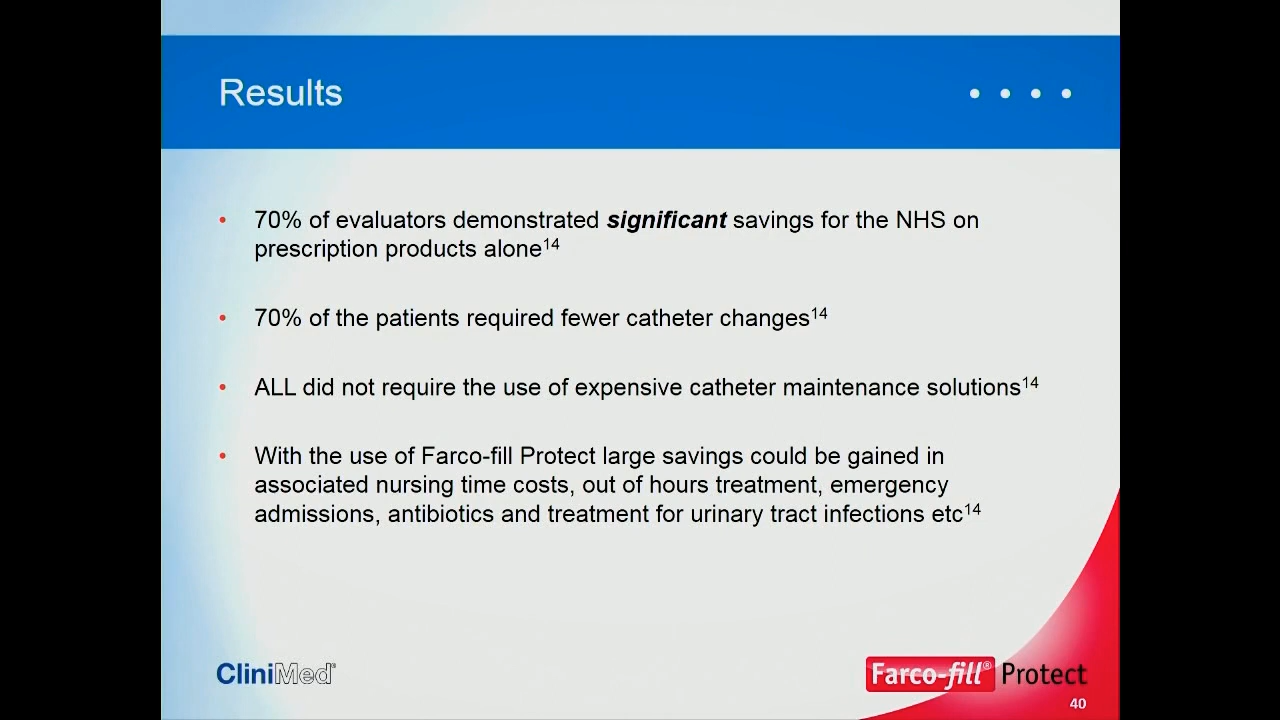 Results
• 70% of evaluators demonstrated significant savings for the NHS on
prescription products alone14
• 70% of the patients required fewer catheter changes14
• ALL did not require the use of expensive catheter maintenance solutions14
• With the use of Farco-fill Protect large savings could be gained in
associated nursing time costs, out of hours treatment, emergency
admissions, antibiotics and treatment for urinary tract infections etc14
CliniMed®
Farco-fill® Protect
40